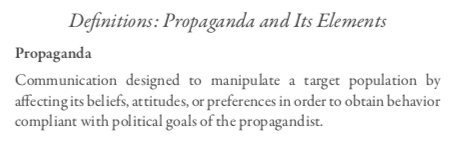 Definitions: Propaganda and Its Elements
Propaganda
Communication designed to manipulate a target population by
affecting its beliefs, attitudes, or preferences in order to obtain behavior
compliant with political goals of the propagandist.